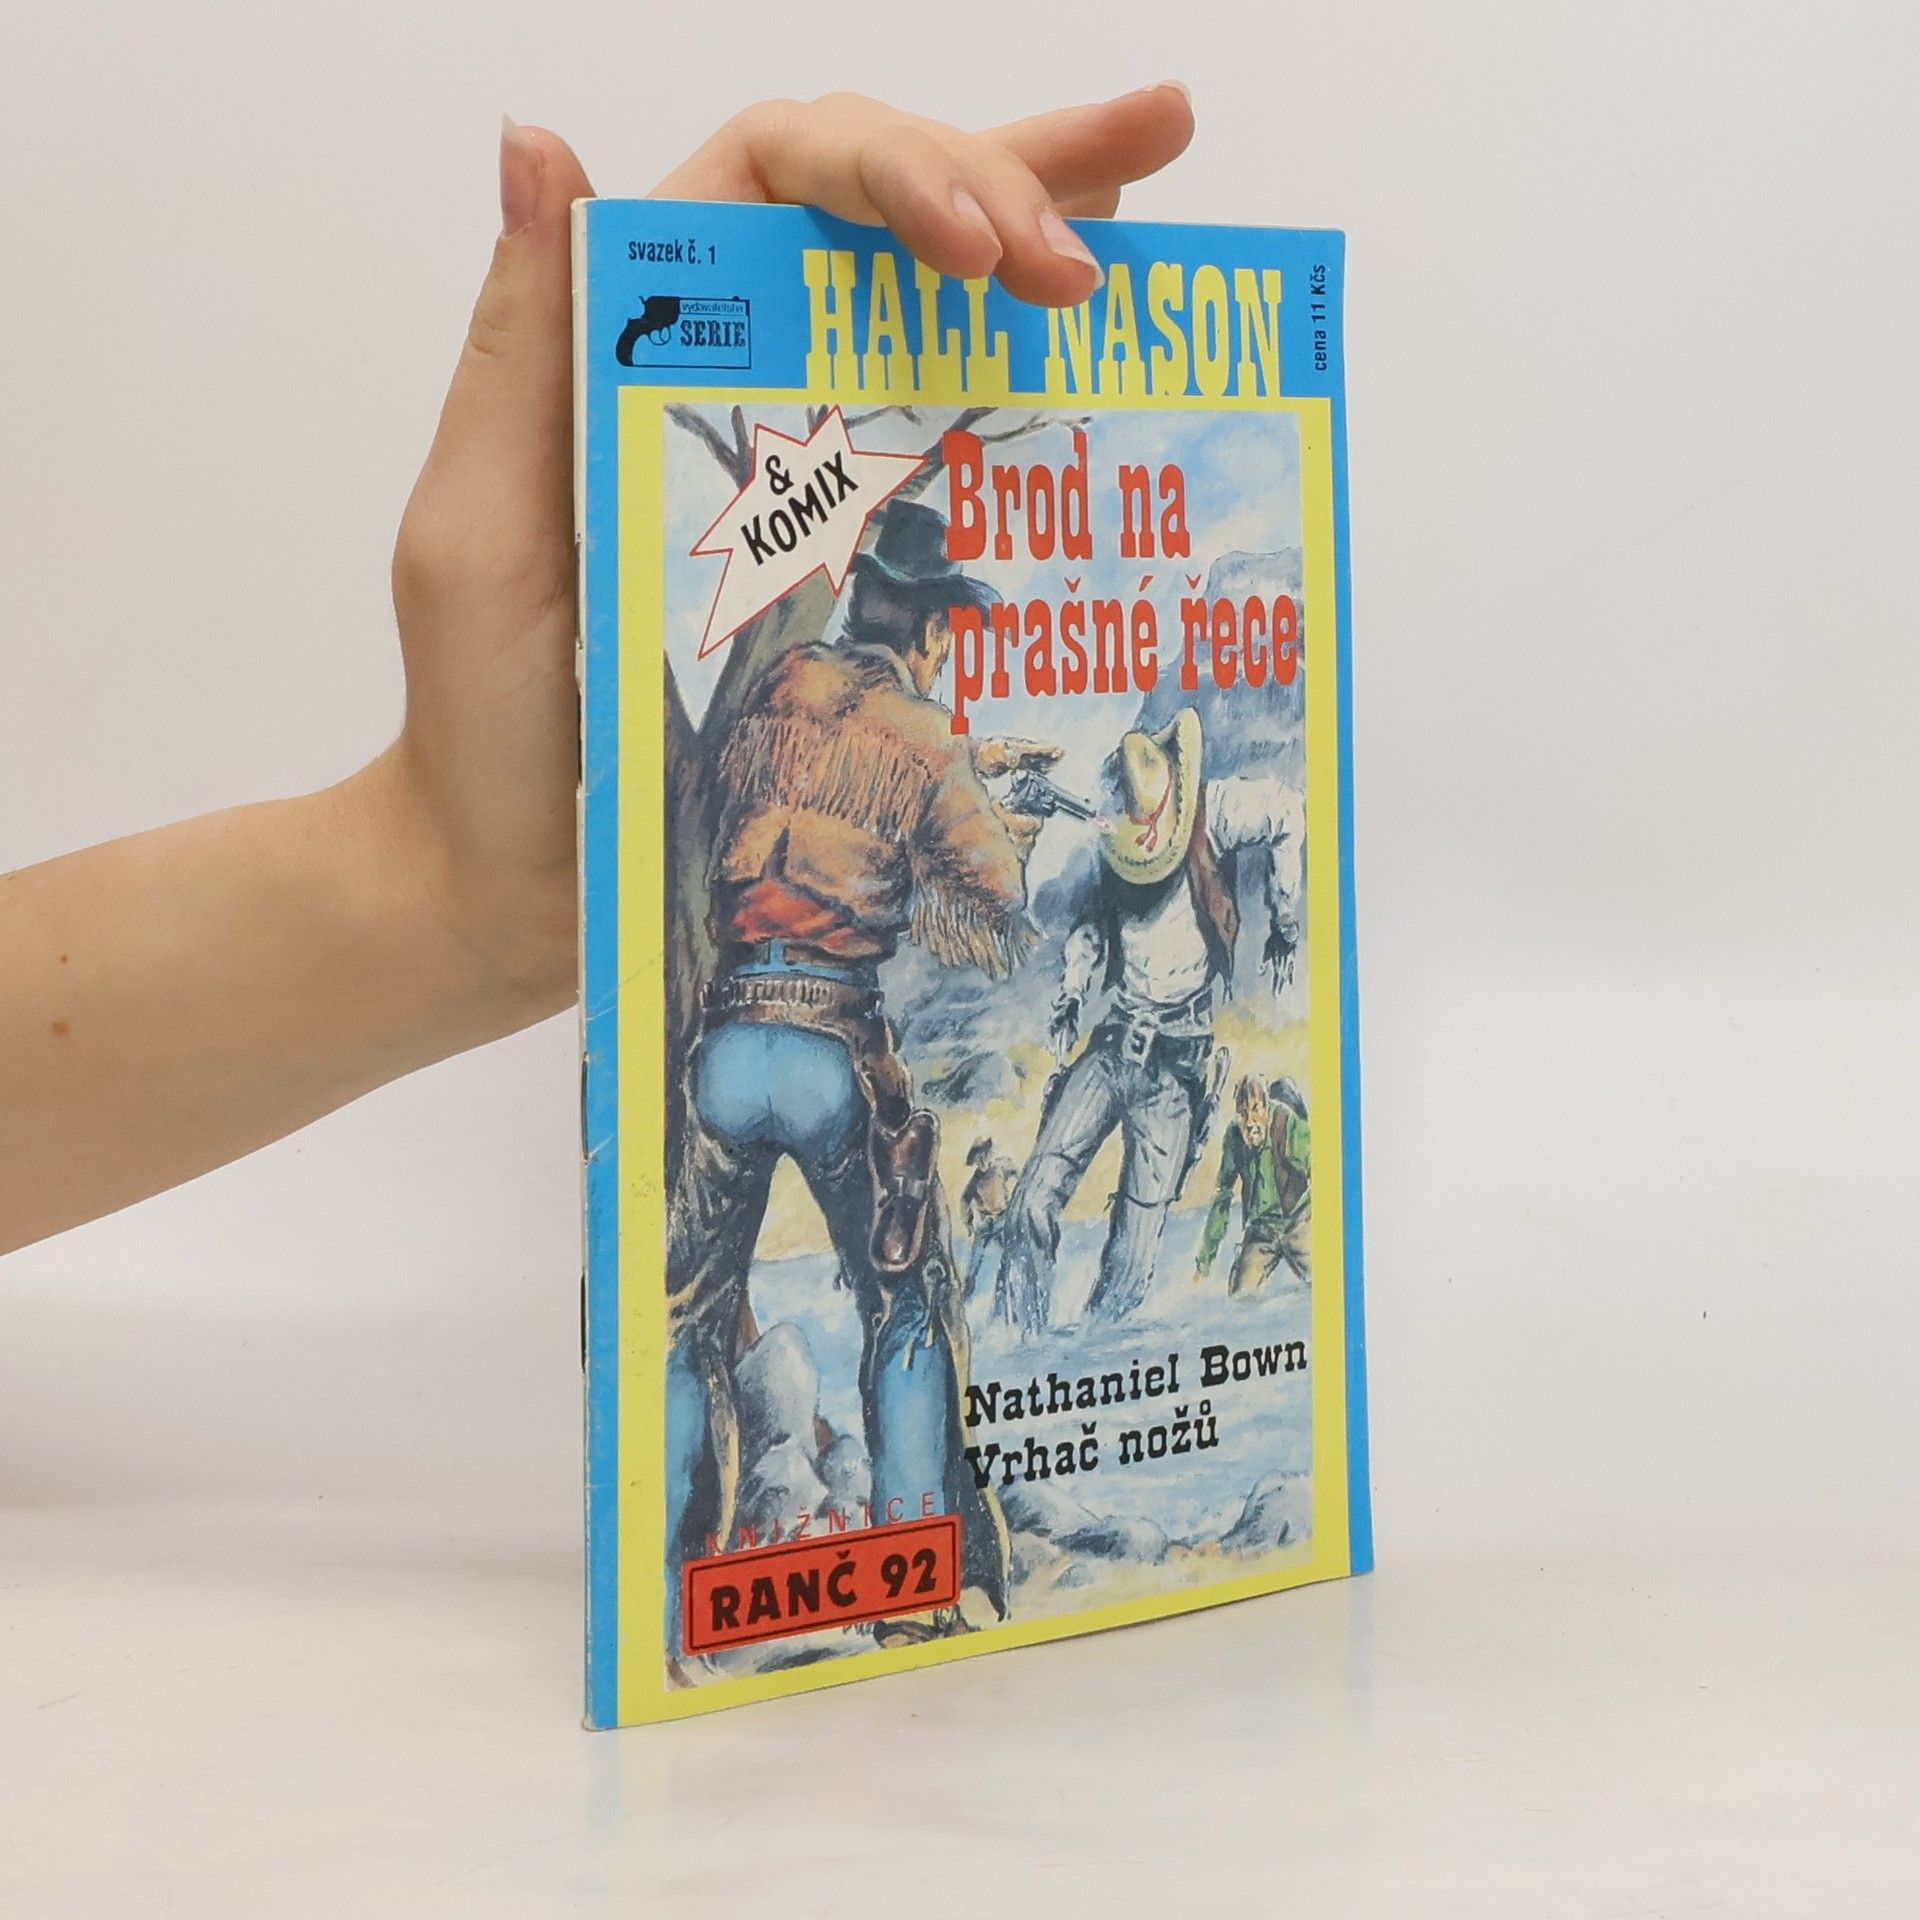 svazek č. 1
vydavatelství
SERIE
HALL NASON
cena 11 Kčs
& KOMIX
Brod na
prašné řece
Nathaniel Bown
Vrhač nožů
KNIŽNICE
RANČ 92